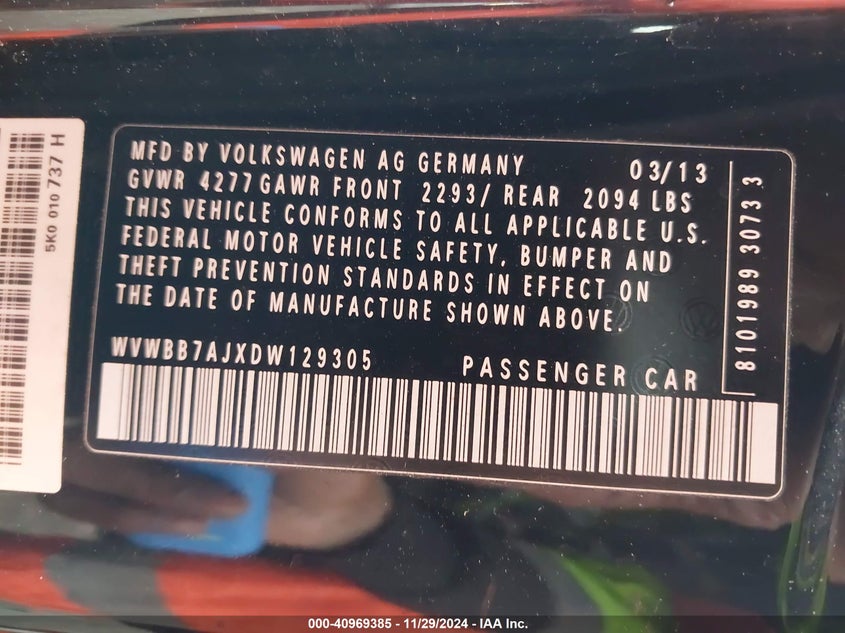 5K0 010 737 H
MFD BY VOLKSWAGEN AG GERMANY 03/13
GVWR 4277 GAWR FRONT 2293/ REAR 2094 LBS
THIS VEHICLE CONFORMS TO ALL APPLICABLE U.S.
FEDERAL MOTOR VEHICLE SAFETY, BUMPER AND
THEFT PREVENTION STANDARDS IN EFFECT ON
THE DATE OF MANUFACTURE SHOWN ABOVE.
WVWBB7AJXDW129305 PASSENGER CAR
8101989 3073 3
000-40969385 - 11/29/2024 - IAA Inc.